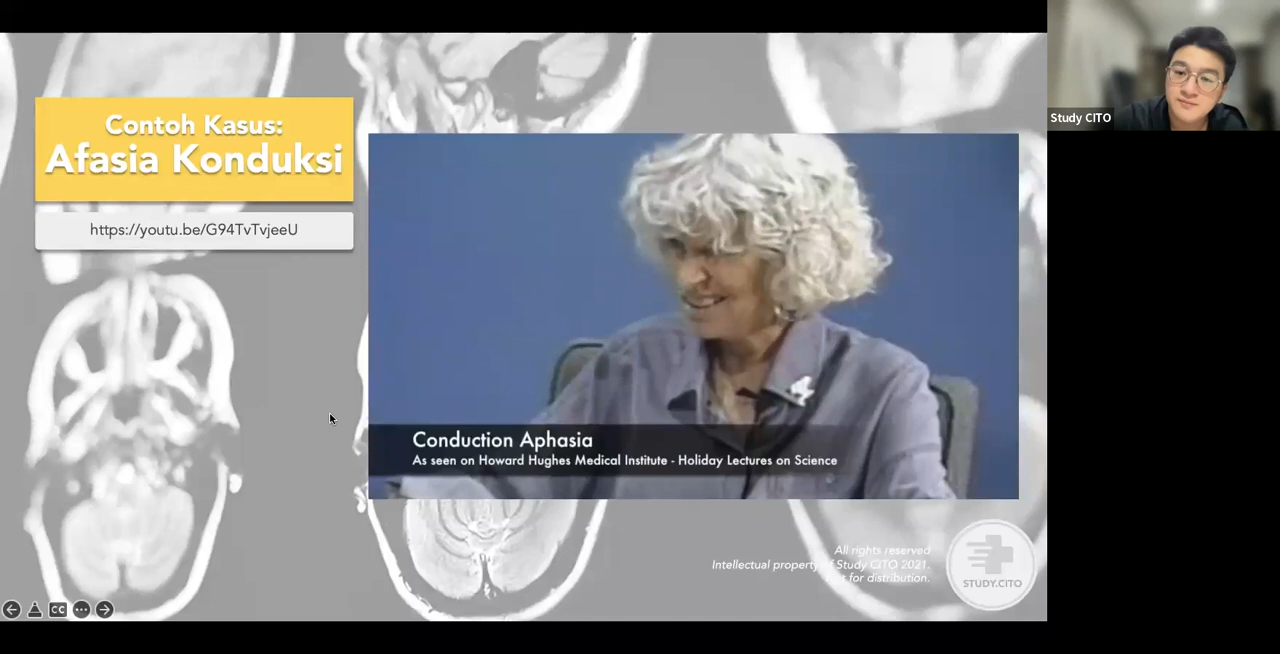 Contoh Kasus:
Afasia Konduksi
https://youtu.be/G94TvTvjeeU
Study CITO
Conduction Aphasia
As seen on Howard Hughes Medical Institute - Holiday Lectures on Science
All rights reserved
Intellectual property of Study CITO 2021.
for distribution.
STUDY.CITO
CC